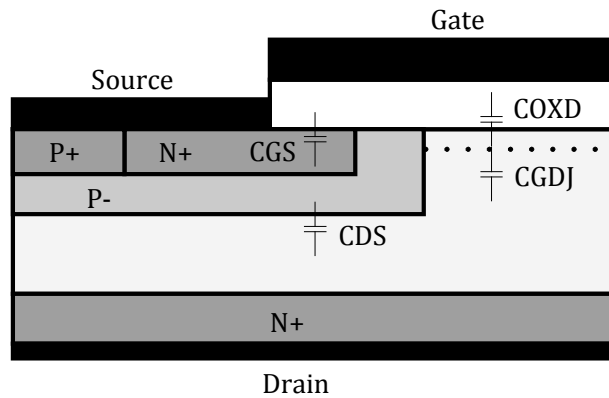 Gate
Source
COXD
P+ N+ CGS
CGDJ
P-
CDS
N+
Drain